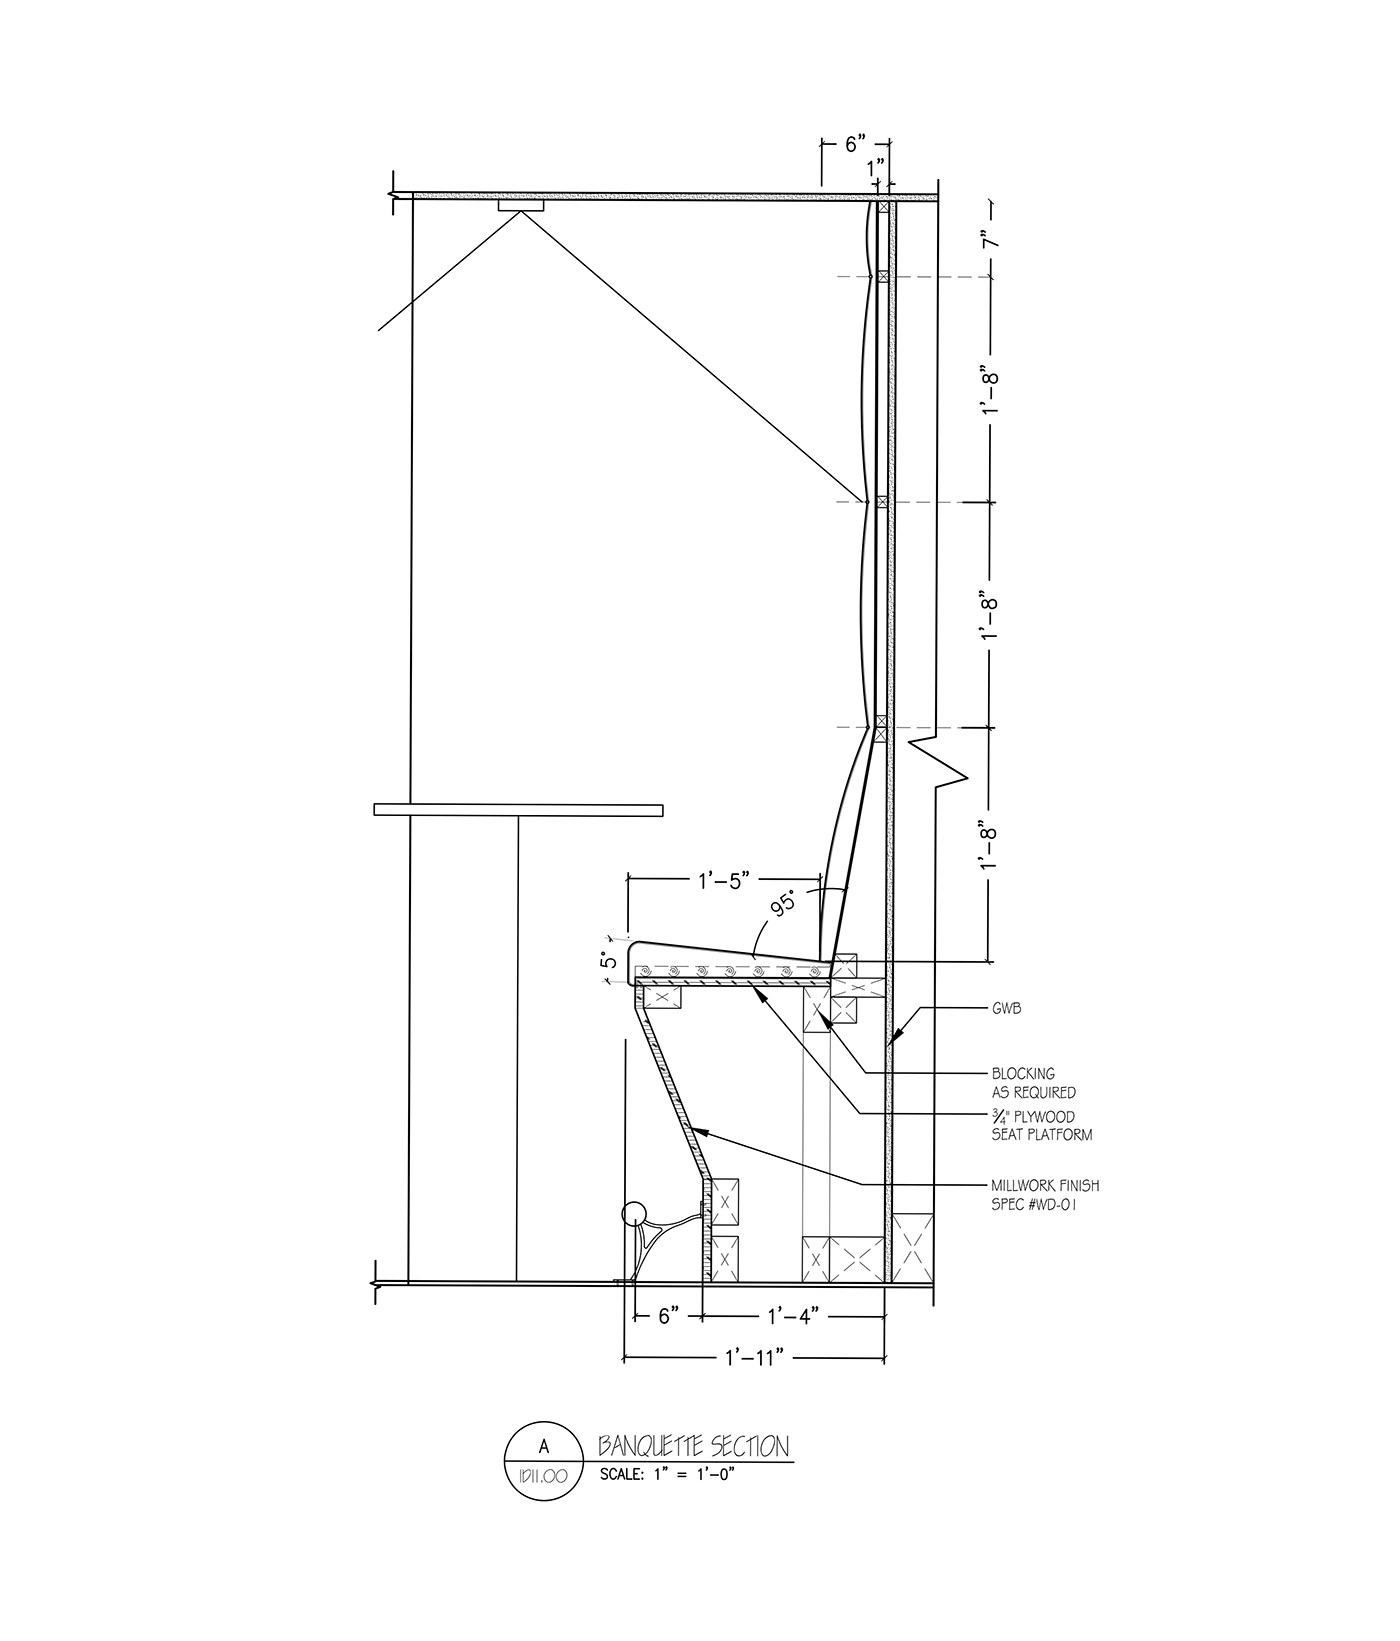 6"
1"
7"
1'-8"
1'-8"
1'-8"
1'-5"
95°
5°
GWB
BLOCKING
AS REQUIRED
3/4" PLYWOOD
SEAT PLATFORM
MILLWORK FINISH
SPEC #WD-01
6"
1'-4"
1'-11"
A
ID11.00
BANQUETTE SECTION
SCALE: 1" = 1'-0"